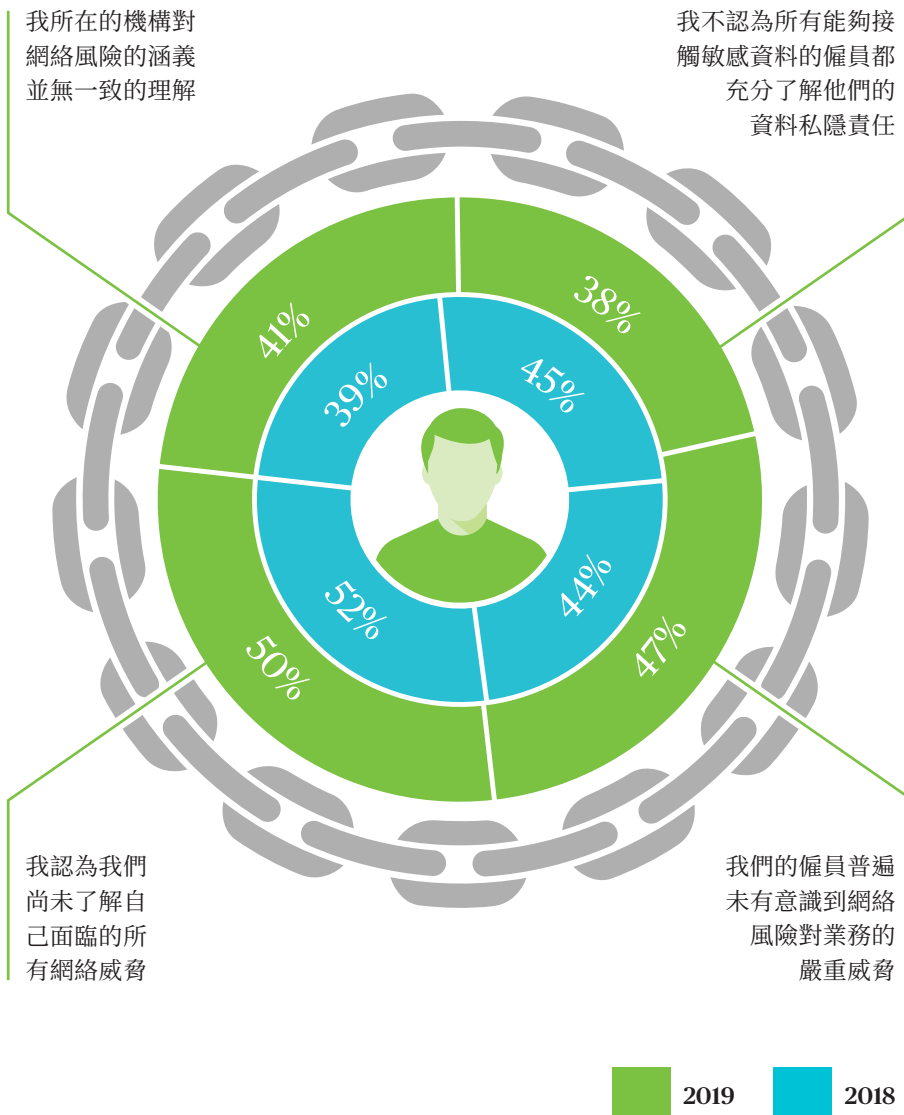 我所在的機構對
網絡風險的涵義
並無一致的理解
我不認為所有能夠接
觸敏感資料的僱員都
充分了解他們的
資料私隱責任
41%
38%
39%
45%
52%
44%
50%
47%
我認為我們
尚未了解自
己面臨的所
有網絡威脅
我們的僱員普遍
未有意識到網絡
風險對業務的
嚴重威脅
2019
2018